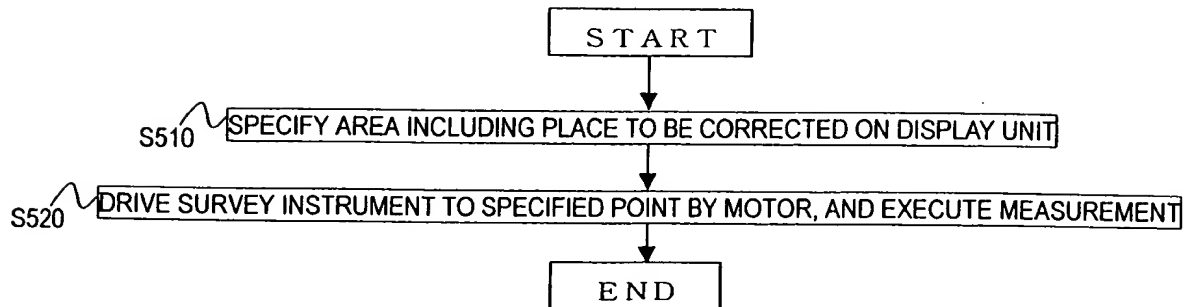 START
S510 SPECIFY AREA INCLUDING PLACE TO BE CORRECTED ON DISPLAY UNIT
S520 DRIVE SURVEY INSTRUMENT TO SPECIFIED POINT BY MOTOR, AND EXECUTE MEASUREMENT
END